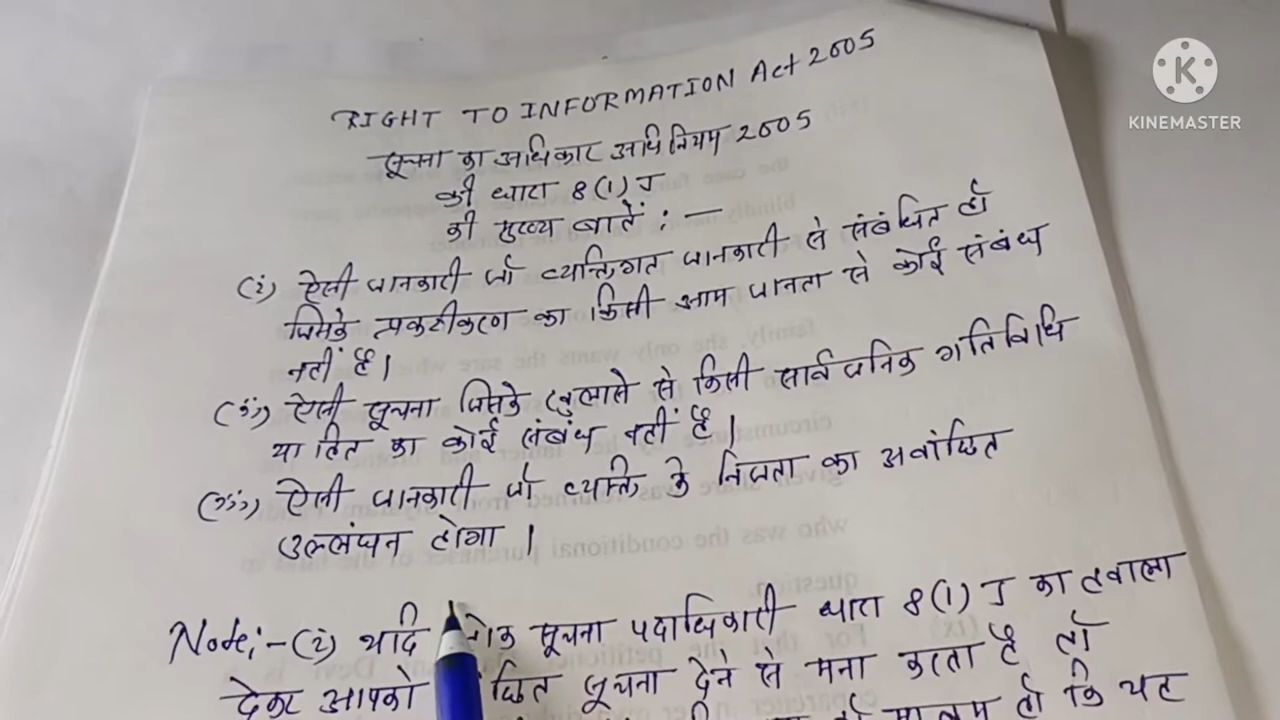 RIGHT TO INFORMATION Act 2005
सूचना का अधिकार अधिनियम 2005
की धारा 8(1) J
की मुख्य बातें : —
(i) ऐसी जानकारी जो व्यक्तिगत जानकारी से संबंधित हो
जिसके प्रकटीकरण का किसी आम जानता से कोई संबंध
नहीं है।
(ii) ऐसी सूचना जिसके खुलासे से किसी सार्वजनिक गतिविधि
या हित का कोई संबंध नहीं है।
(iii) ऐसी जानकारी जो व्यक्ति के निजता का अवांछित
उल्लंघन होगा।
Note:-(i) यदि सूचना पदाधिकारी धारा 8(1) J का हवाला
देकर आपको सूचना देने से मना करता है तो
मालूम हो कि यह
K
KINEMASTER